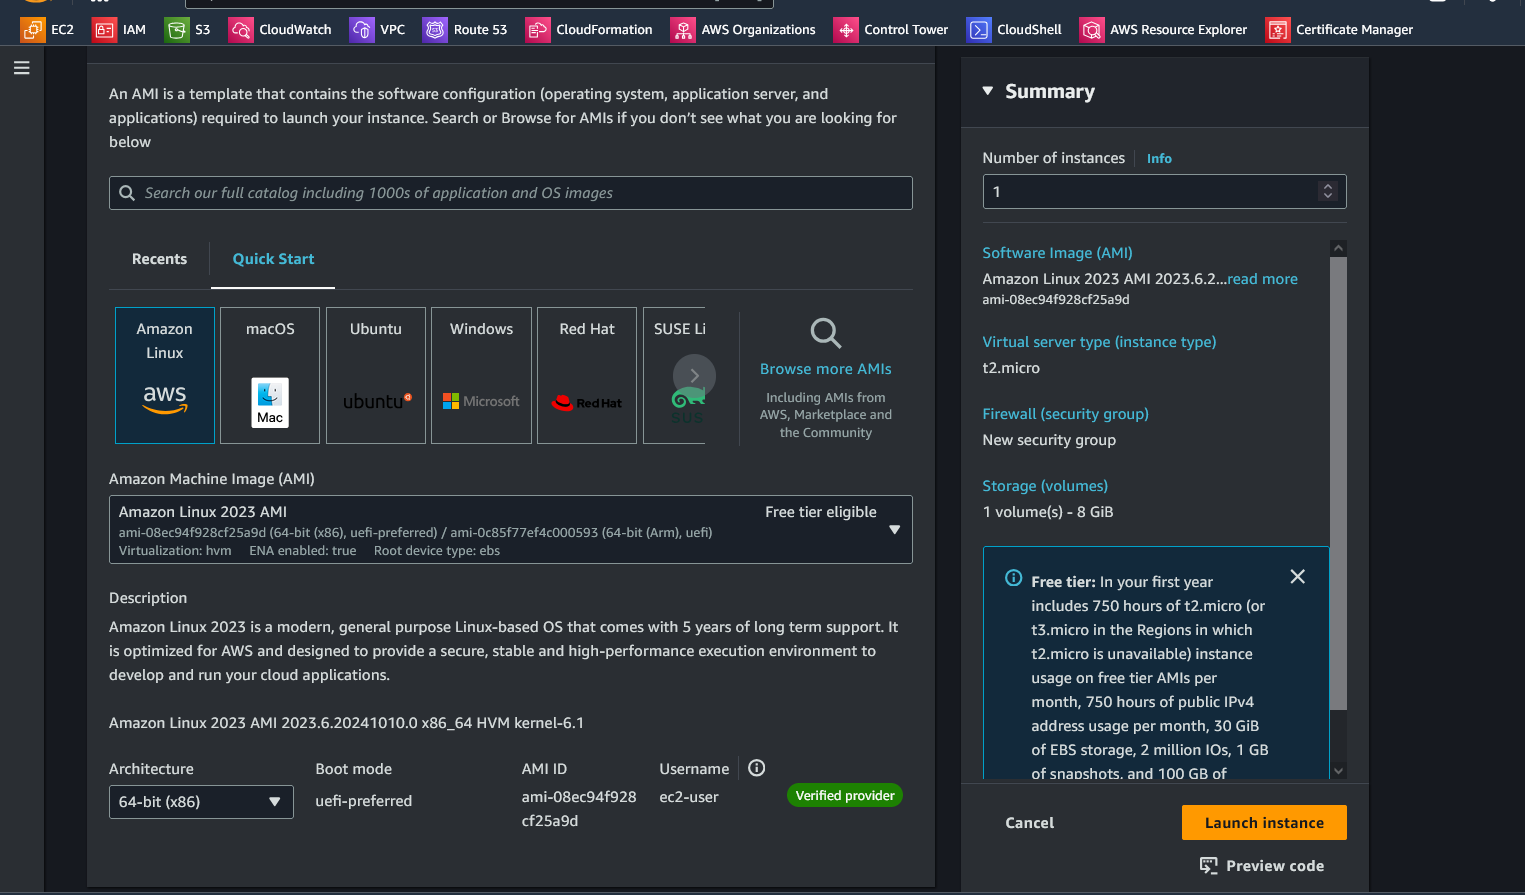 EC2 IAM S3 CloudWatch VPC Route 53 CloudFormation AWS Organizations Control Tower CloudShell AWS Resource Explorer Certificate Manager
An AMI is a template that contains the software configuration (operating system, application server, and
applications) required to launch your instance. Search or Browse for AMIs if you don’t see what you are looking for
below
Search our full catalog including 1000s of application and OS images
Recents
Quick Start
Amazon
Linux
aws
macOS
Mac
Ubuntu
ubuntu
Windows
Microsoft
Red Hat
Red Hat
SUSE Li
SUS
Browse more AMIs
Including AMIs from
AWS, Marketplace and
the Community
Amazon Machine Image (AMI)
Amazon Linux 2023 AMI
Free tier eligible
ami-08ec94f928cf25a9d (64-bit (x86), uefi-preferred) / ami-0c85f77ef4c000593 (64-bit (Arm), uefi)
Virtualization: hvm ENA enabled: true Root device type: ebs
Description
Amazon Linux 2023 is a modern, general purpose Linux-based OS that comes with 5 years of long term support. It
is optimized for AWS and designed to provide a secure, stable and high-performance execution environment to
develop and run your cloud applications.
Amazon Linux 2023 AMI 2023.6.20241010.0 x86_64 HVM kernel-6.1
Architecture
64-bit (x86)
Boot mode
uefi-preferred
AMI ID
ami-08ec94f928
cf25a9d
Username
ec2-user
Verified provider
Summary
Number of instances
Info
1
Software Image (AMI)
Amazon Linux 2023 AMI 2023.6.2...read more
ami-08ec94f928cf25a9d
Virtual server type (instance type)
t2.micro
Firewall (security group)
New security group
Storage (volumes)
1 volume(s) - 8 GiB
Free tier: In your first year
includes 750 hours of t2.micro (or
t3.micro in the Regions in which
t2.micro is unavailable) instance
usage on free tier AMIs per
month, 750 hours of public IPv4
address usage per month, 30 GiB
of EBS storage, 2 million IOs, 1 GB
of snapshots, and 100 GB of
Cancel
Launch instance
Preview code